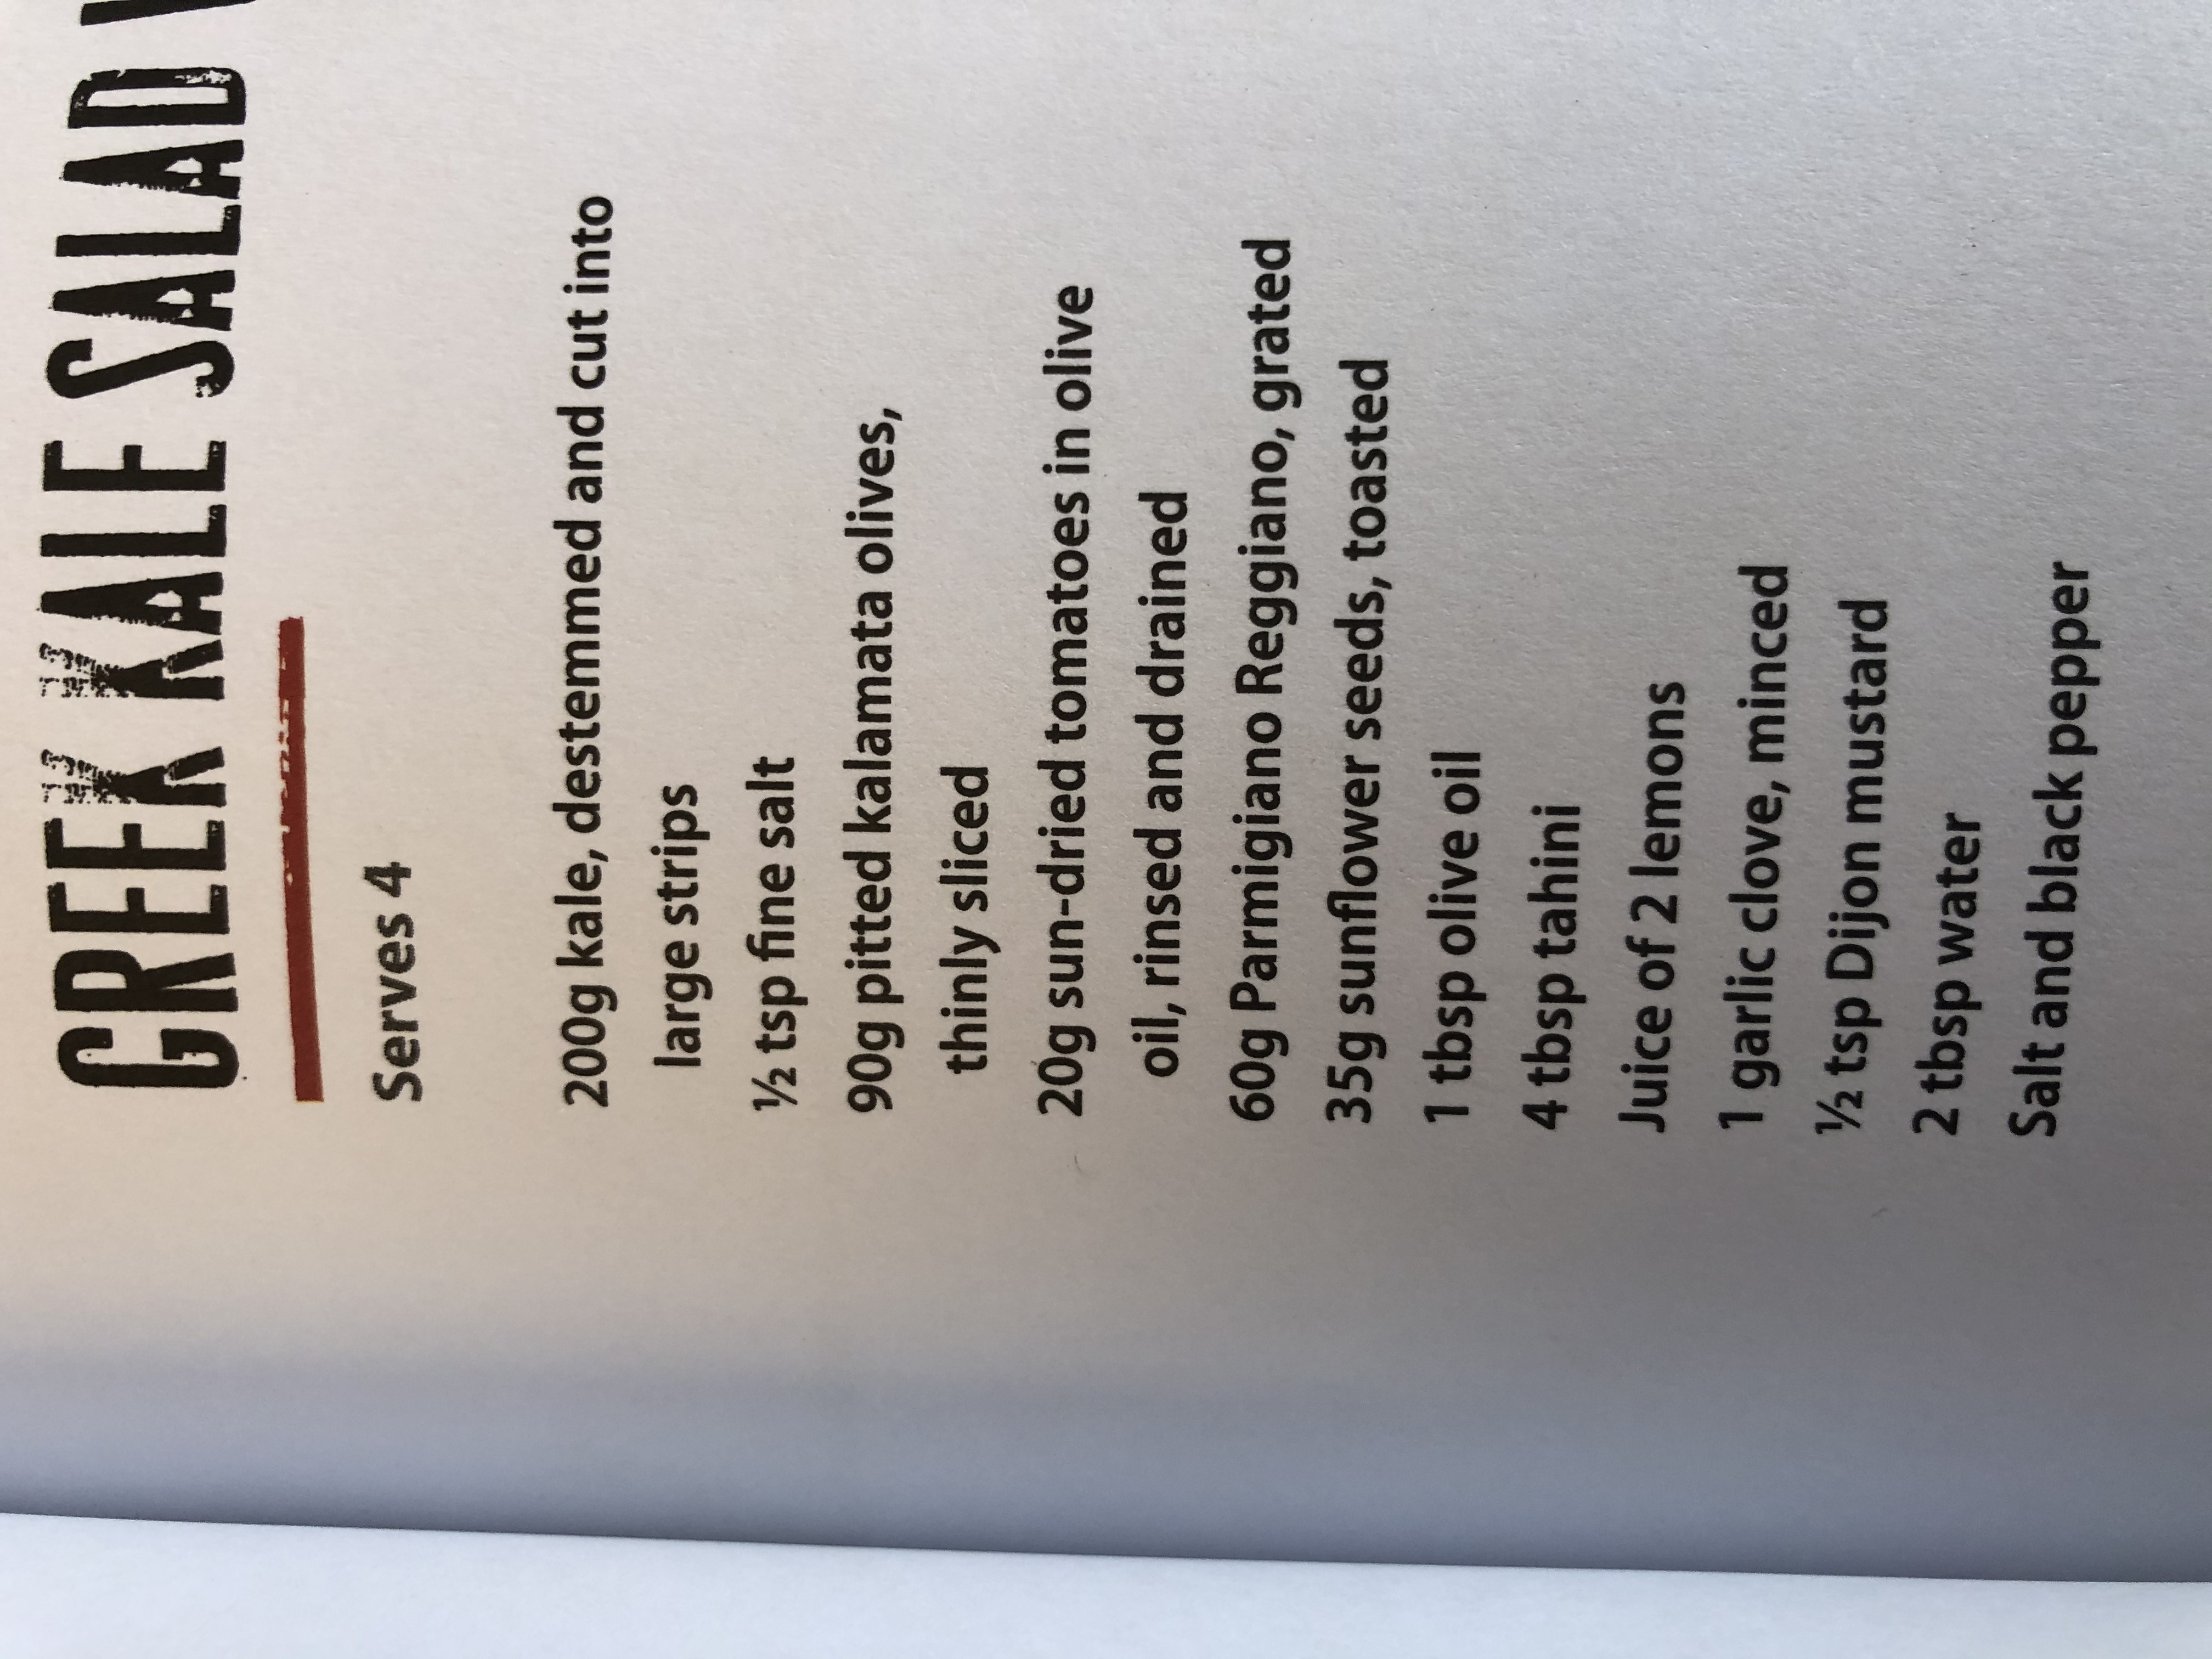 GREEK KALE SALAD
Serves 4
200g kale, destemmed and cut into
large strips
½ tsp fine salt
90g pitted kalamata olives,
thinly sliced
20g sun-dried tomatoes in olive
oil, rinsed and drained
60g Parmigiano Reggiano, grated
35g sunflower seeds, toasted
1 tbsp olive oil
4 tbsp tahini
Juice of 2 lemons
1 garlic clove, minced
½ tsp Dijon mustard
2 tbsp water
Salt and black pepper